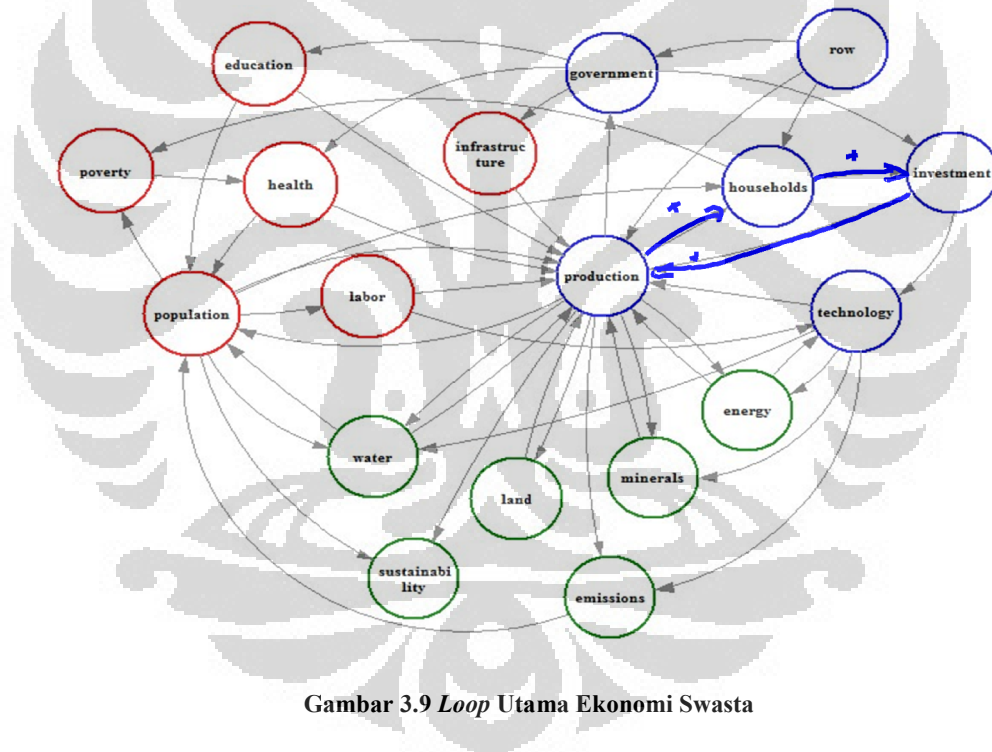 row
education
government
infrastruc
ture
poverty
health
households
investment
+
+
production
+
labor
population
technology
energy
water
minerals
land
sustainabi
lity
emissions
Gambar 3.9 Loop Utama Ekonomi Swasta